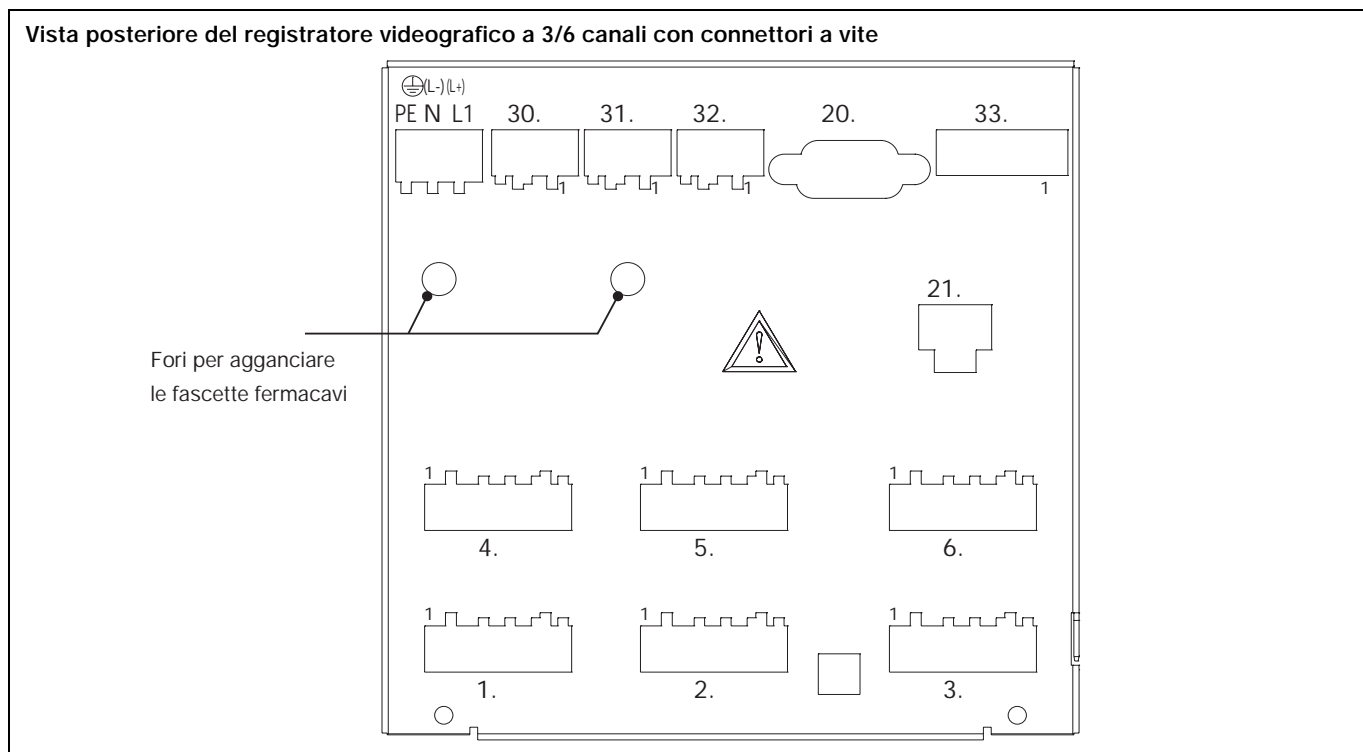 Vista posteriore del registratore videografico a 3/6 canali con connettori a vite
(L-) (L+)
PE N L1 30. 31. 32. 20. 33.
1 1 1 1
21.
Fori per agganciare
le fascette fermacavi
1 1 1
4. 5. 6.
1 1 1
1. 2. 3.